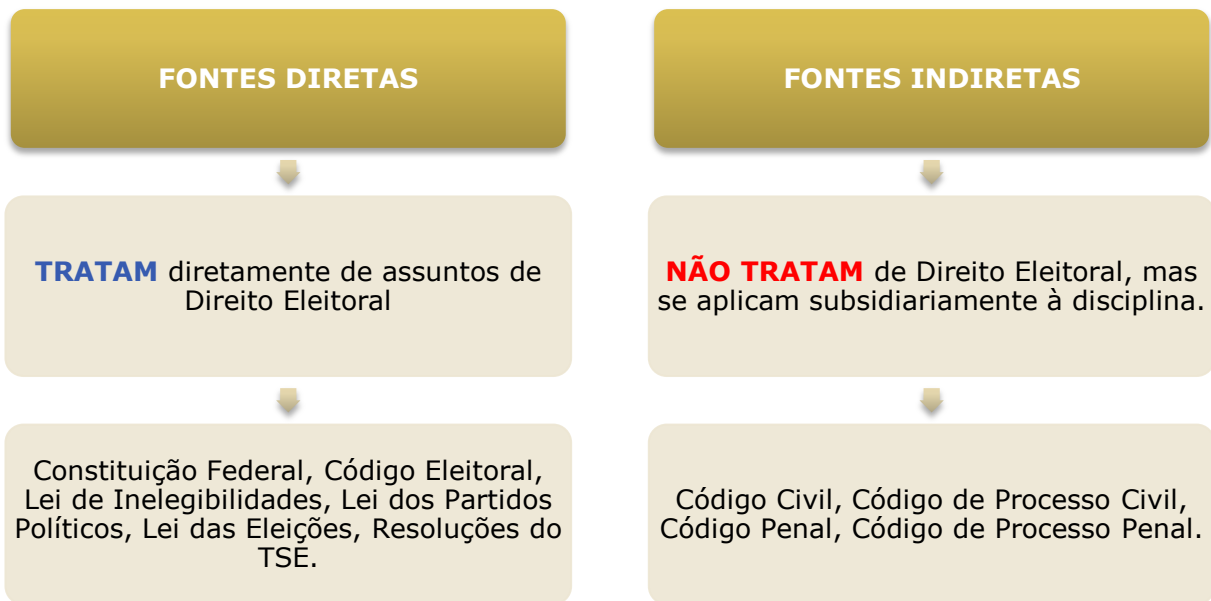 FONTES DIRETAS
TRATAM diretamente de assuntos de
Direito Eleitoral
Constituição Federal, Código Eleitoral,
Lei de Inelegibilidades, Lei dos Partidos
Políticos, Lei das Eleições, Resoluções do
TSE.
FONTES INDIRETAS
NÃO TRATAM de Direito Eleitoral, mas
se aplicam subsidiariamente à disciplina.
Código Civil, Código de Processo Civil,
Código Penal, Código de Processo Penal.